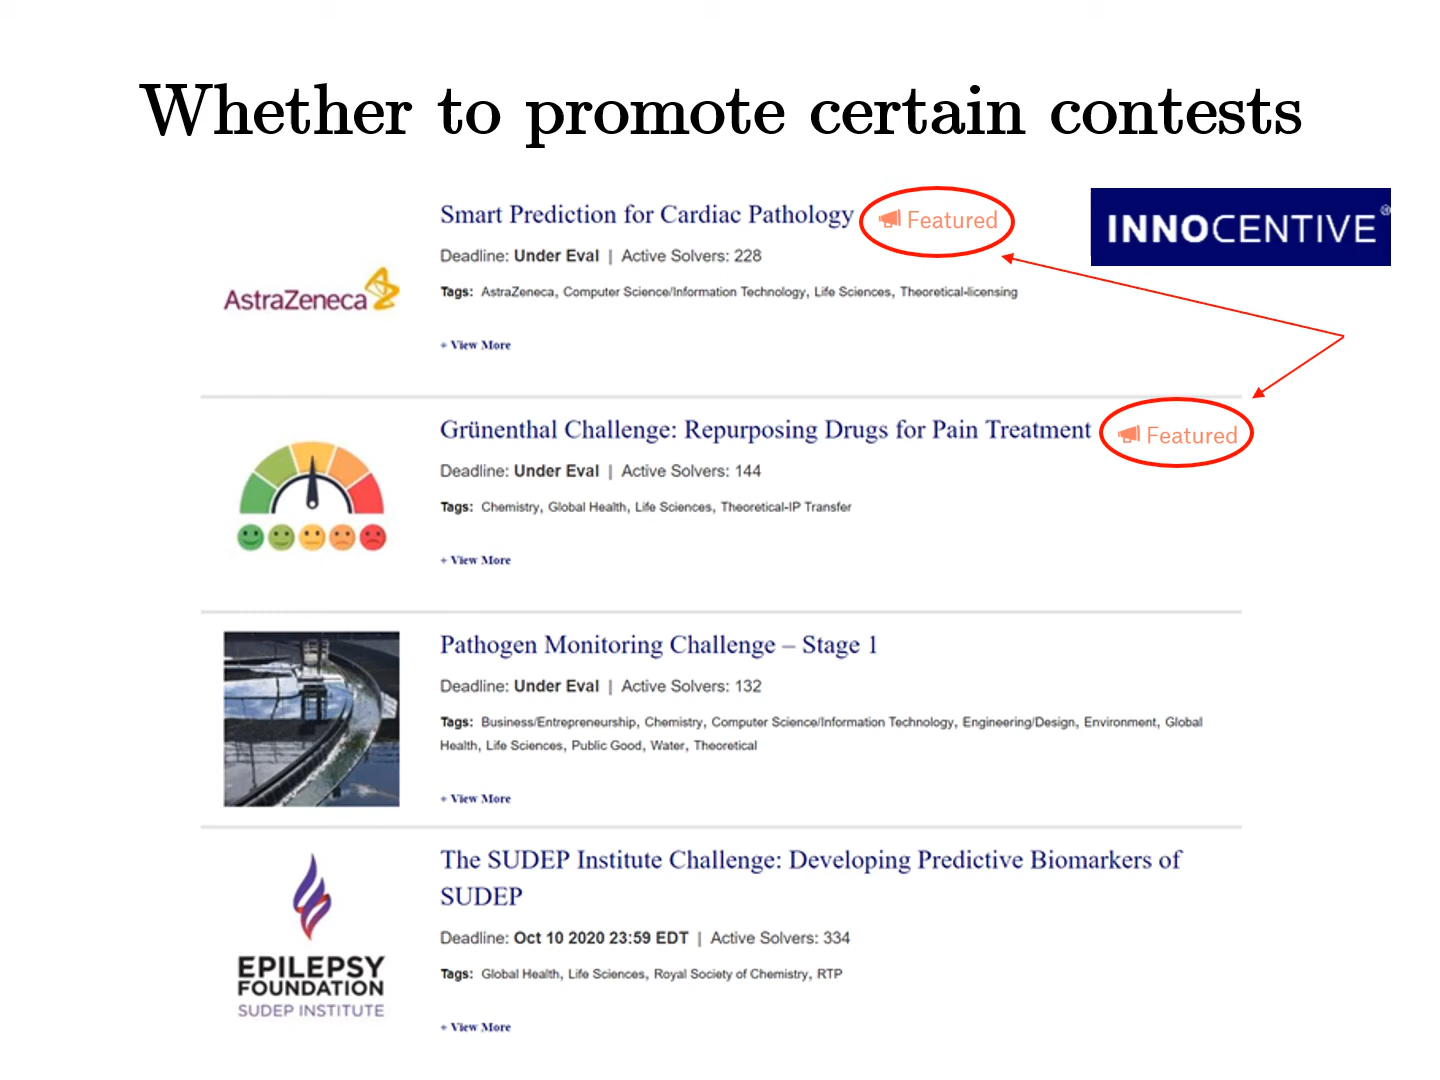 Whether to promote certain contests
Smart Prediction for Cardiac Pathology Featured
INNOCENTIVE®
Deadline: Under Eval | Active Solvers: 228
AstraZeneca
Tags: AstraZeneca, Computer Science/Information Technology, Life Sciences, Theoretical-licensing
+ View More
Grünenthal Challenge: Repurposing Drugs for Pain Treatment Featured
Deadline: Under Eval | Active Solvers: 144
Tags: Chemistry, Global Health, Life Sciences, Theoretical-IP Transfer
+ View More
Pathogen Monitoring Challenge – Stage 1
Deadline: Under Eval | Active Solvers: 132
Tags: Business/Entrepreneurship, Chemistry, Computer Science/Information Technology, Engineering/Design, Environment, Global
Health, Life Sciences, Public Good, Water, Theoretical
+ View More
The SUDEP Institute Challenge: Developing Predictive Biomarkers of
SUDEP
Deadline: Oct 10 2020 23:59 EDT | Active Solvers: 334
Tags: Global Health, Life Sciences, Royal Society of Chemistry, RTP
+ View More
EPILEPSY
FOUNDATION
SUDEP INSTITUTE